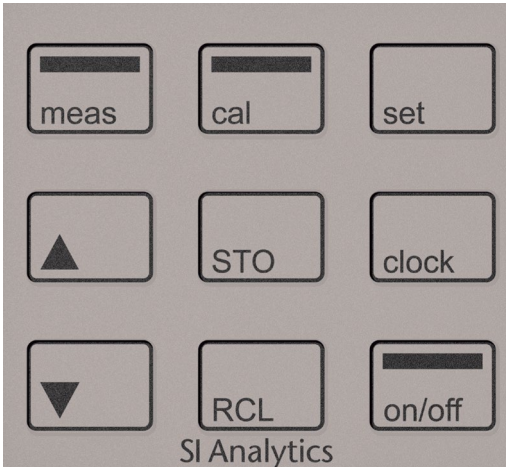 meas cal set
▲ STO clock
▼ RCL on/off
SI Analytics